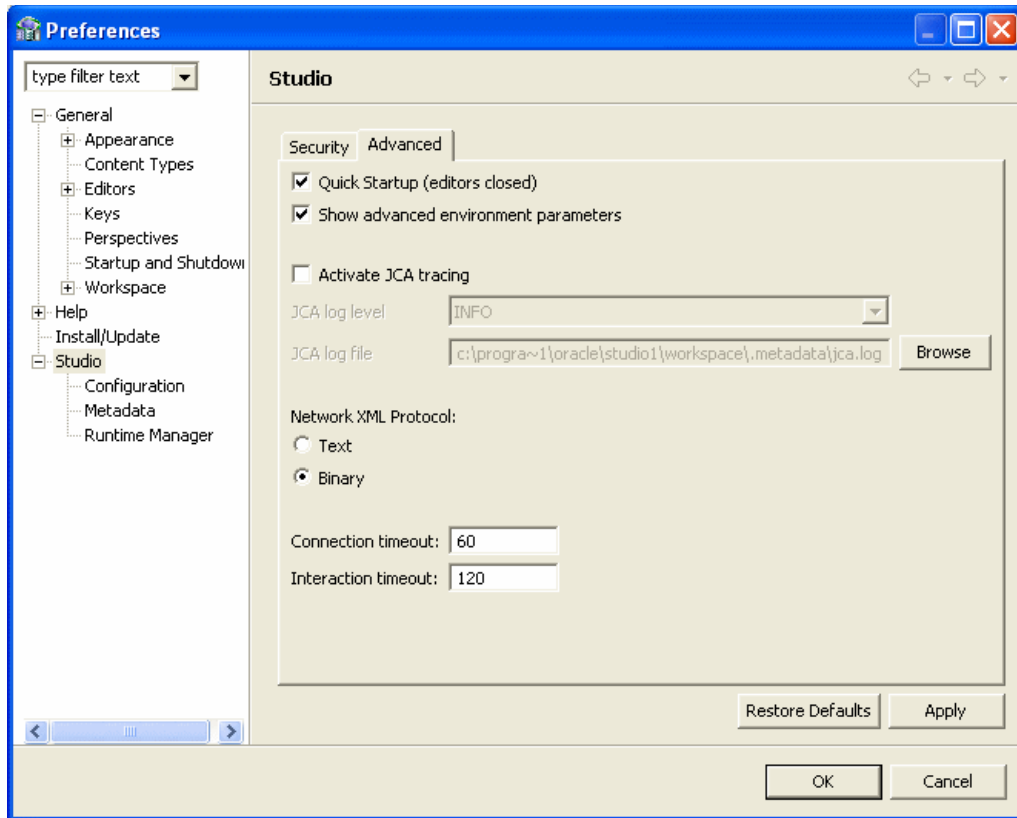 Preferences
type filter text
General
Appearance
Content Types
Editors
Keys
Perspectives
Startup and Shutdow
Workspace
Help
Install/Update
Studio
Configuration
Metadata
Runtime Manager
Studio
Security Advanced
Quick Startup (editors closed)
Show advanced environment parameters
Activate JCA tracing
JCA log level INFO
JCA log file c:\progra~1\oracle\studio1\workspace\.metadata\jca.log Browse
Network XML Protocol:
Text
Binary
Connection timeout: 60
Interaction timeout: 120
Restore Defaults Apply
OK Cancel